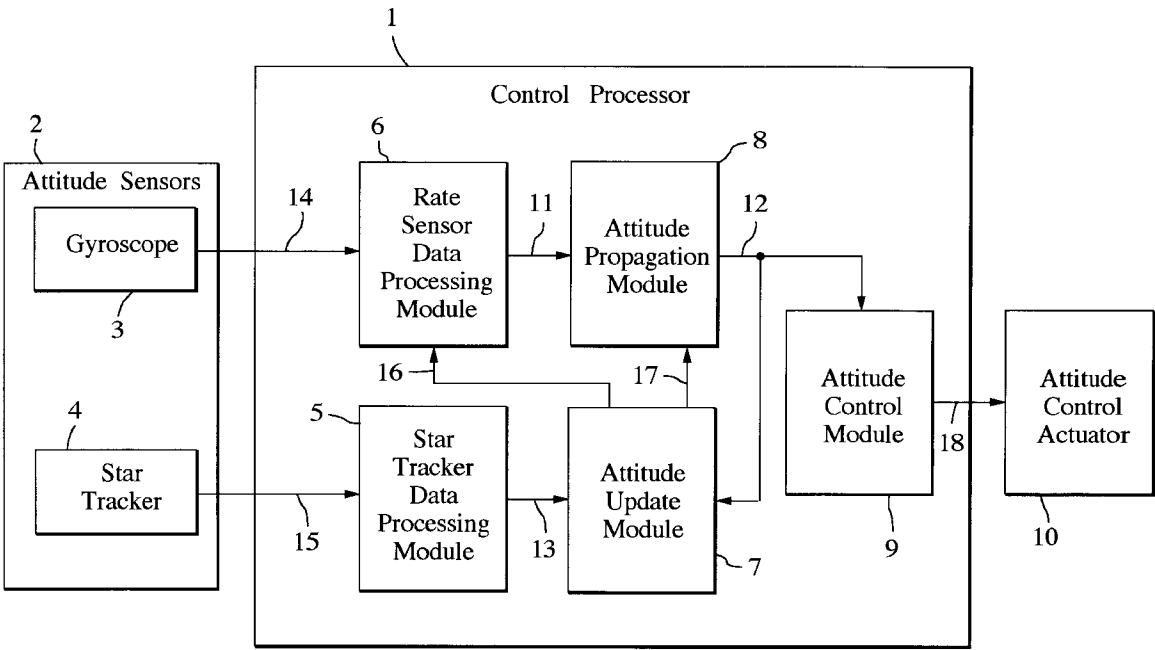 1
Control Processor
2
Attitude Sensors
Gyroscope
3
14
6
Rate
Sensor
Data
Processing
Module
11
8
Attitude
Propagation
Module
12
16
17
4
Star
Tracker
15
5
Star
Tracker
Data
Processing
Module
13
Attitude
Update
Module
7
Attitude
Control
Module
9
18
Attitude
Control
Actuator
10